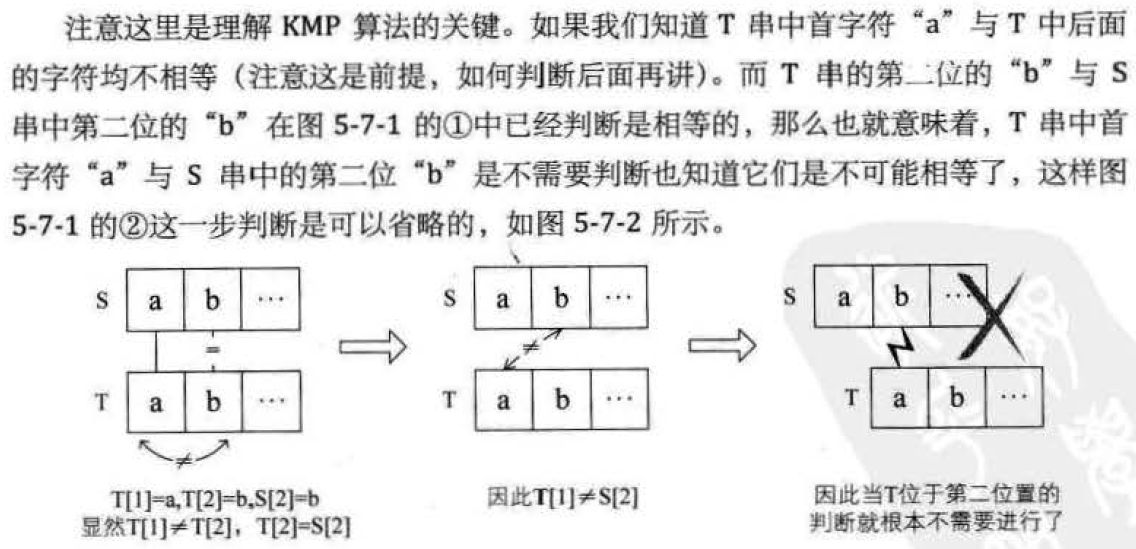 注意这里是理解 KMP 算法的关键。如果我们知道 T 串中首字符“a”与 T 中后面
的字符均不相等（注意这是前提，如何判断后面再讲）。而 T 串的第二位的“b”与 S
串中第二位的“b”在图 5-7-1 的①中已经判断是相等的，那么也就意味着，T 串中首
字符“a”与 S 串中的第二位“b”是不需要判断也知道它们是不可能相等了，这样图
5-7-1 的②这一步判断是可以省略的，如图 5-7-2 所示。
S a b ···
=
T a b ···
≠
T[1]=a,T[2]=b,S[2]=b
显然T[1]≠T[2]，T[2]=S[2]
S a b ···
≠
T a b ···
因此T[1]≠S[2]
S a b ···
T a b ···
因此当T位于第二位置的
判断就根本不需要进行了